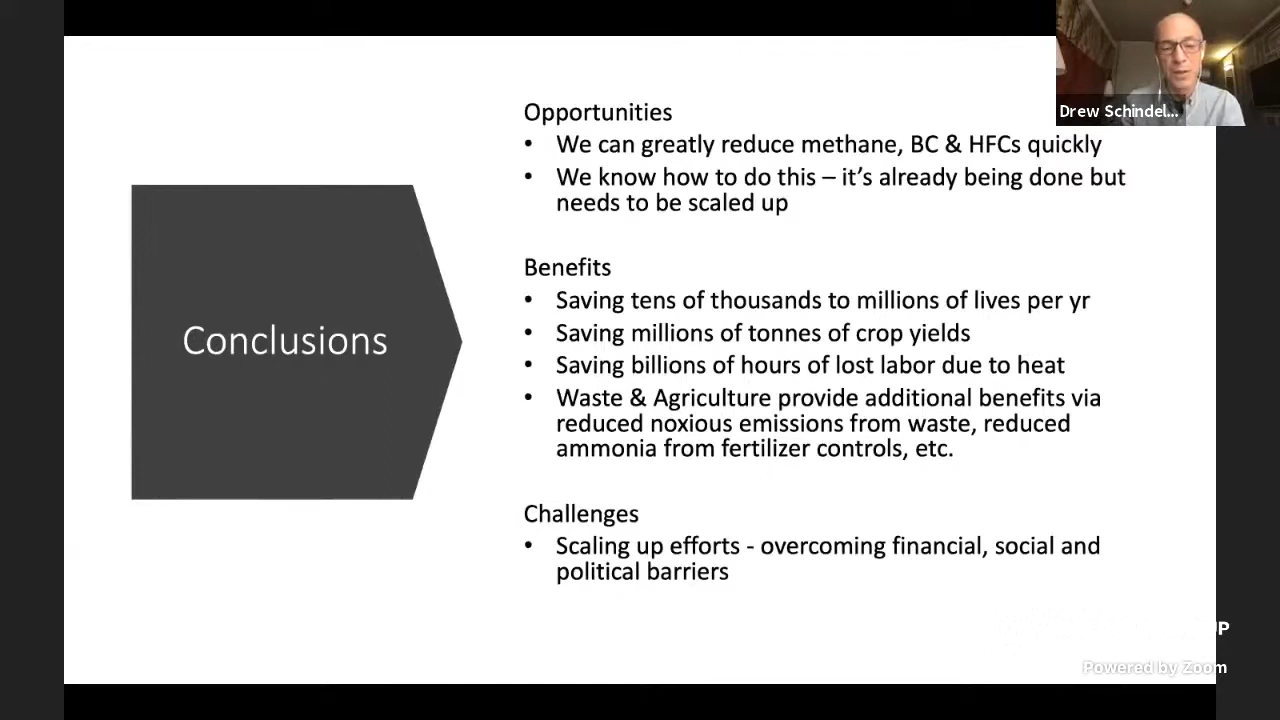 Drew Schindel...
Opportunities
• We can greatly reduce methane, BC & HFCs quickly
• We know how to do this – it’s already being done but
needs to be scaled up
Benefits
• Saving tens of thousands to millions of lives per yr
• Saving millions of tonnes of crop yields
• Saving billions of hours of lost labor due to heat
• Waste & Agriculture provide additional benefits via
reduced noxious emissions from waste, reduced
ammonia from fertilizer controls, etc.
Conclusions
Challenges
• Scaling up efforts - overcoming financial, social and
political barriers
Powered by Zoom